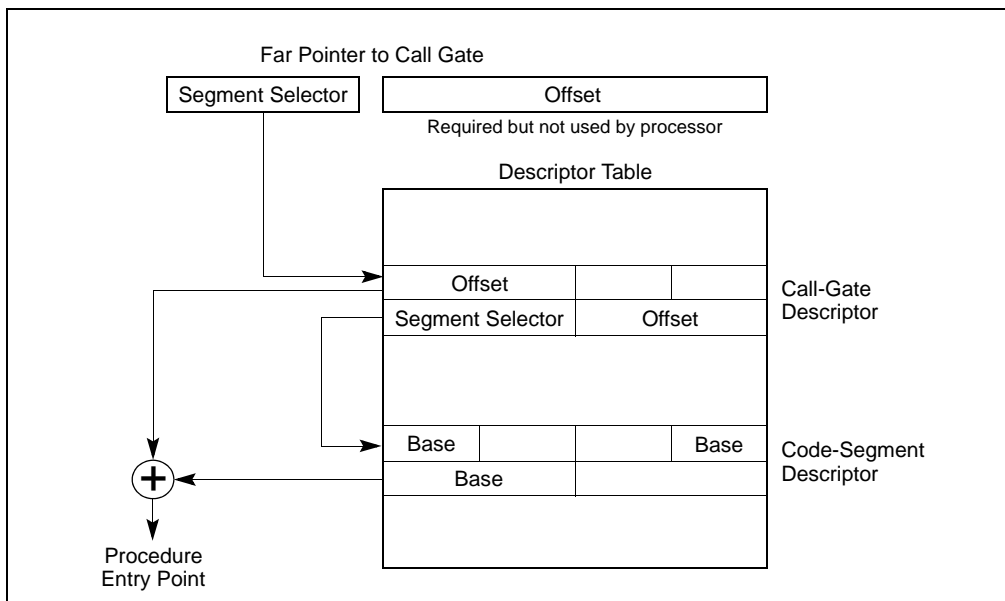 Far Pointer to Call Gate
Segment Selector
Offset
Required but not used by processor
Descriptor Table
Offset
Segment Selector
Offset
Call-Gate
Descriptor
Base
Base
Base
Code-Segment
Descriptor
+
Procedure
Entry Point